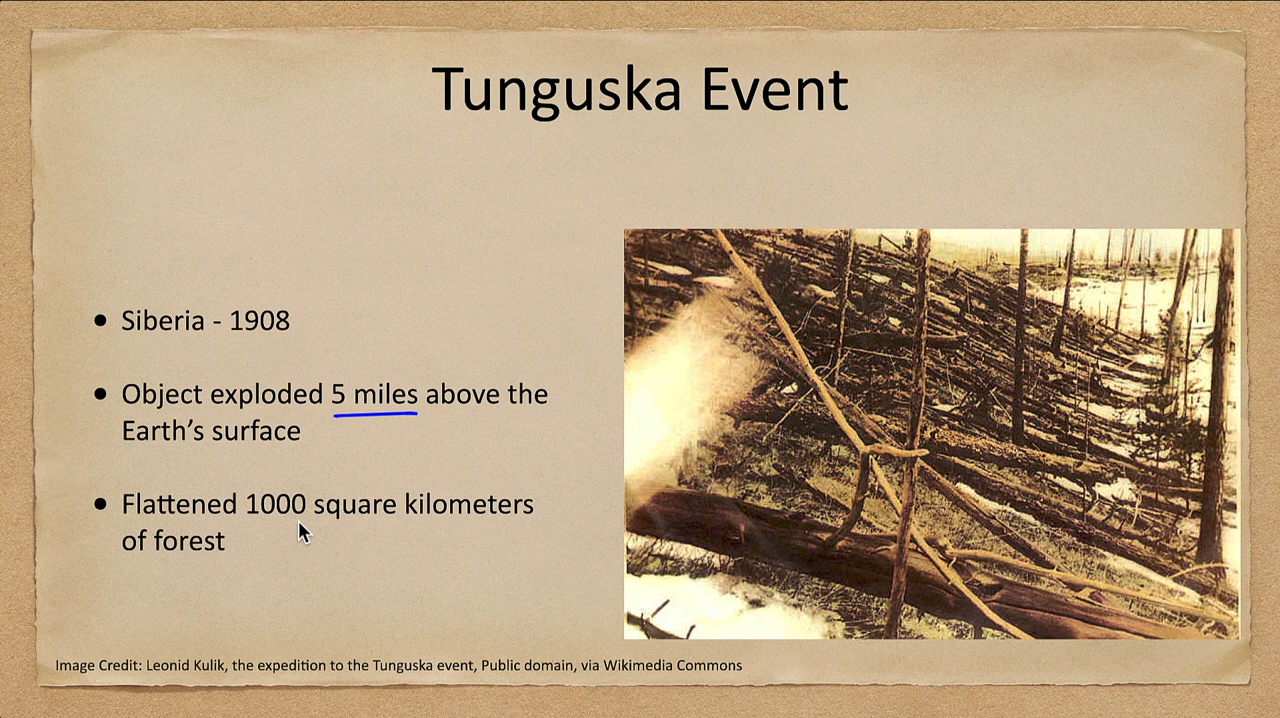 Tunguska Event
• Siberia - 1908
• Object exploded 5 miles above the
Earth’s surface
• Flattened 1000 square kilometers
of forest
Image Credit: Leonid Kulik, the expedition to the Tunguska event, Public domain, via Wikimedia Commons